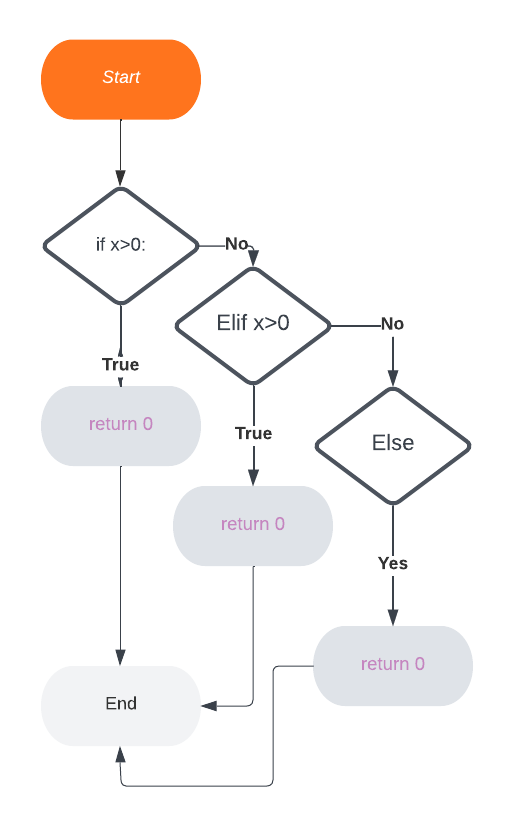 Start
if x>0:
No
Elif x>0
No
True
return 0
True
Else
return 0
Yes
return 0
End